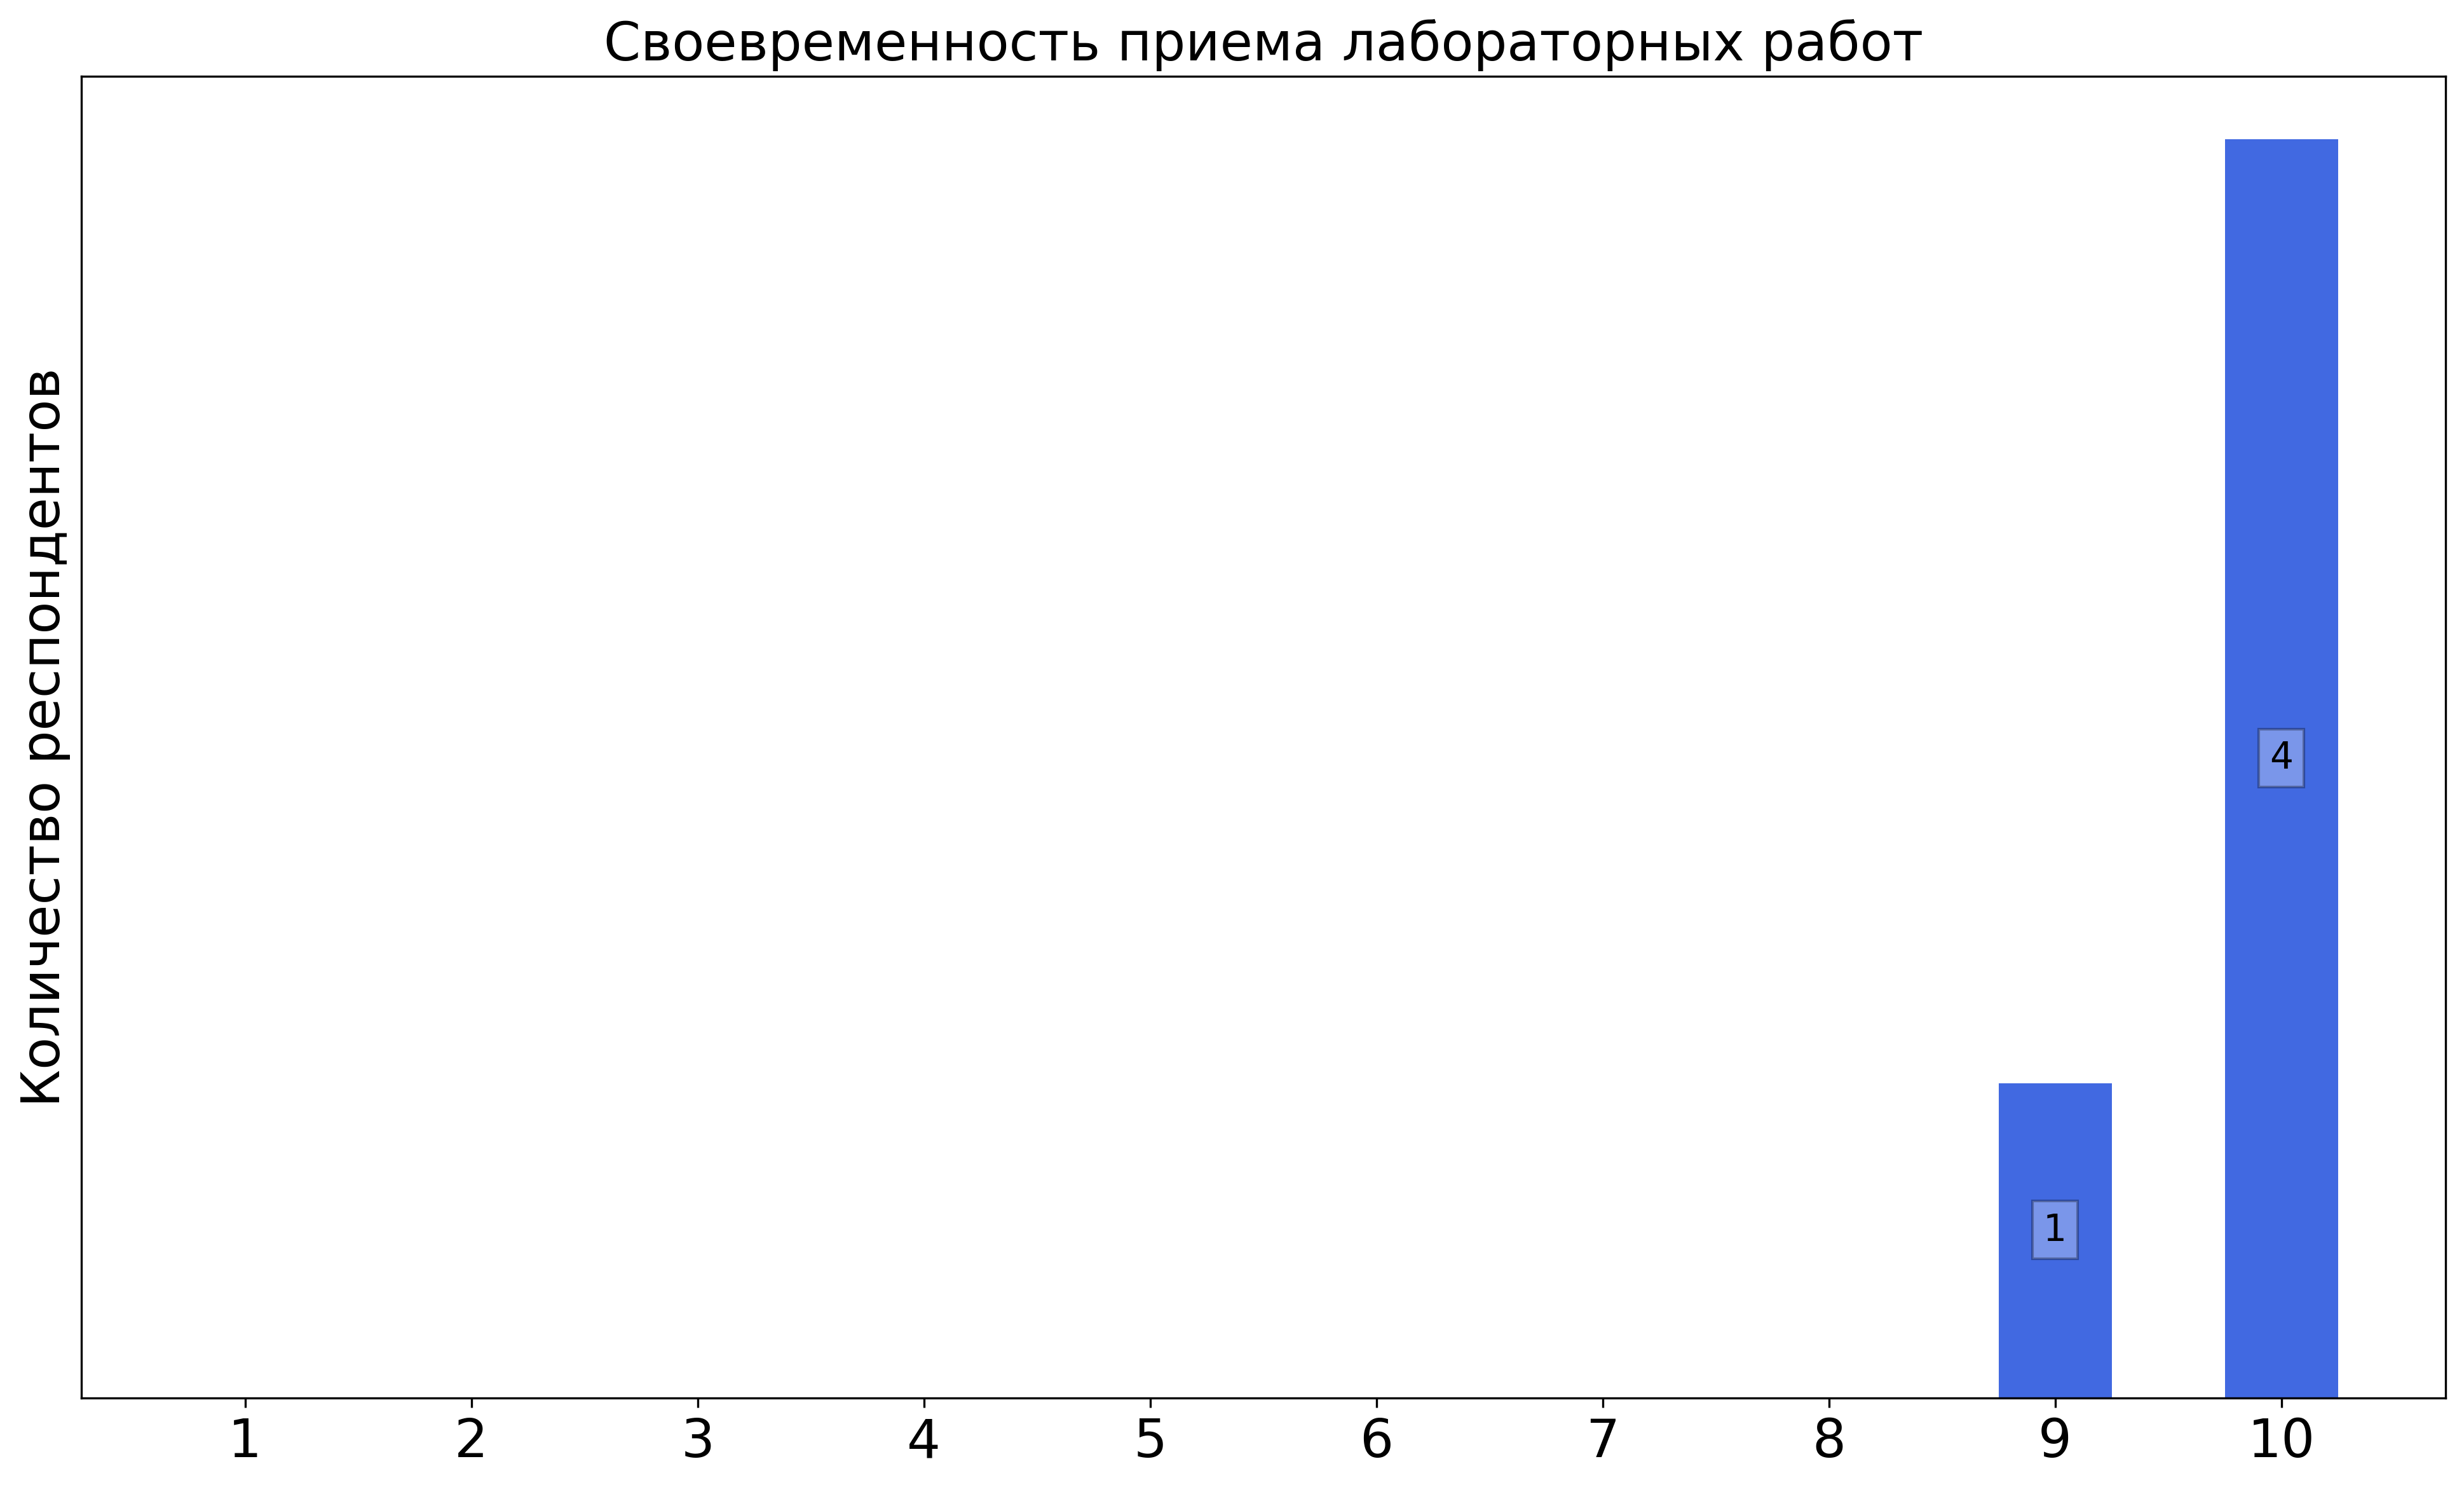 Своевременность приема лабораторных работ
Количество респондентов
4
1
1 2 3 4 5 6 7 8 9 10